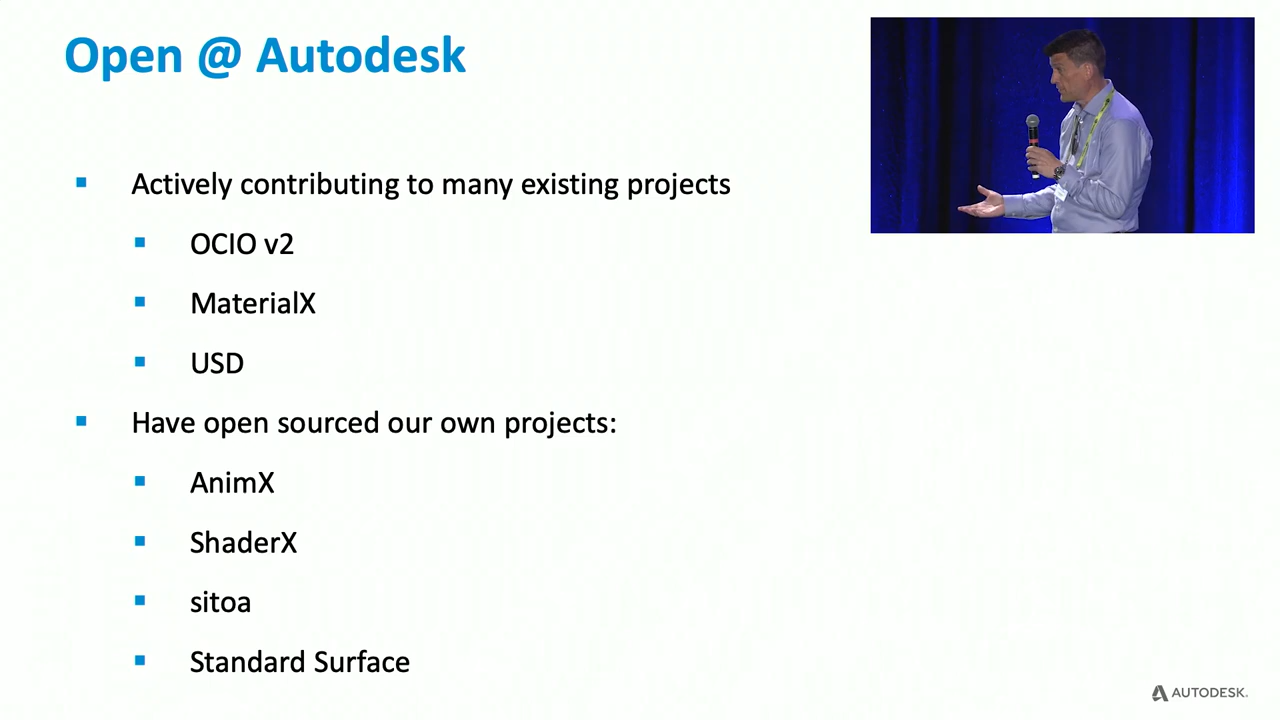 Open @ Autodesk
Actively contributing to many existing projects
OCIO v2
MaterialX
USD
Have open sourced our own projects:
AnimX
ShaderX
sitoa
Standard Surface
AUTODESK.